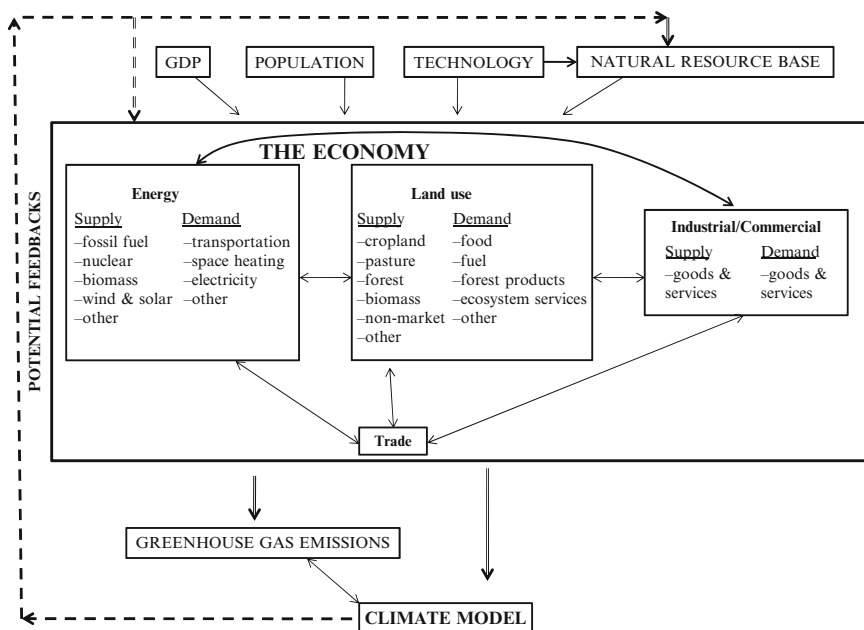 GDP
POPULATION
TECHNOLOGY
NATURAL RESOURCE BASE
POTENTIAL FEEDBACKS
THE ECONOMY
Energy
Supply
–fossil fuel
–nuclear
–biomass
–wind & solar
–other
Demand
–transportation
–space heating
–electricity
–other
Land use
Supply
–cropland
–pasture
–forest
–biomass
–non-market
–other
Demand
–food
–fuel
–forest products
–ecosystem services
–other
Industrial/Commercial
Supply
–goods &
services
Demand
–goods &
services
Trade
GREENHOUSE GAS EMISSIONS
CLIMATE MODEL